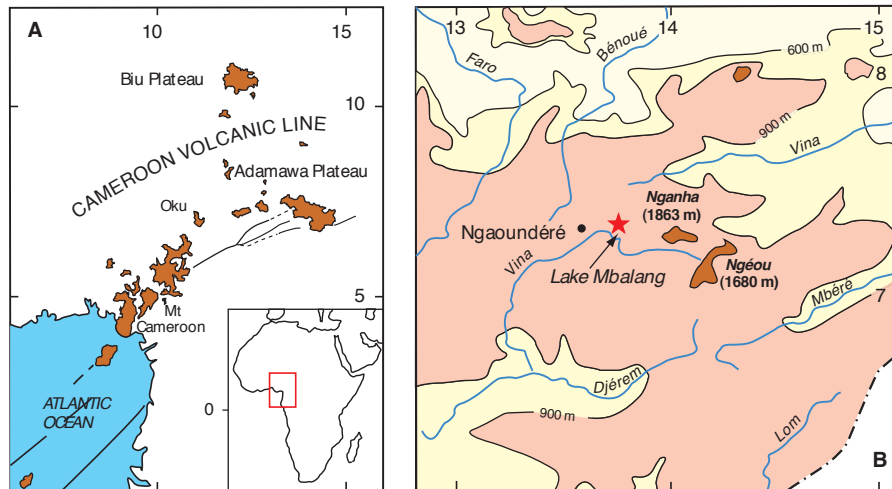 A
10
15
Biu Plateau
10
CAMEROON VOLCANIC LINE
Adamawa Plateau
Oku
5
Mt
Cameroon
ATLANTIC
OCEAN
0
13
14
15
Faro
Bénoué
600 m
8
900 m
Vina
Nganha
(1863 m)
Ngaoundéré
Vina
Lake Mbalang
Ngéou
(1680 m)
7
Mbéré
Djérem
900 m
Lom
B